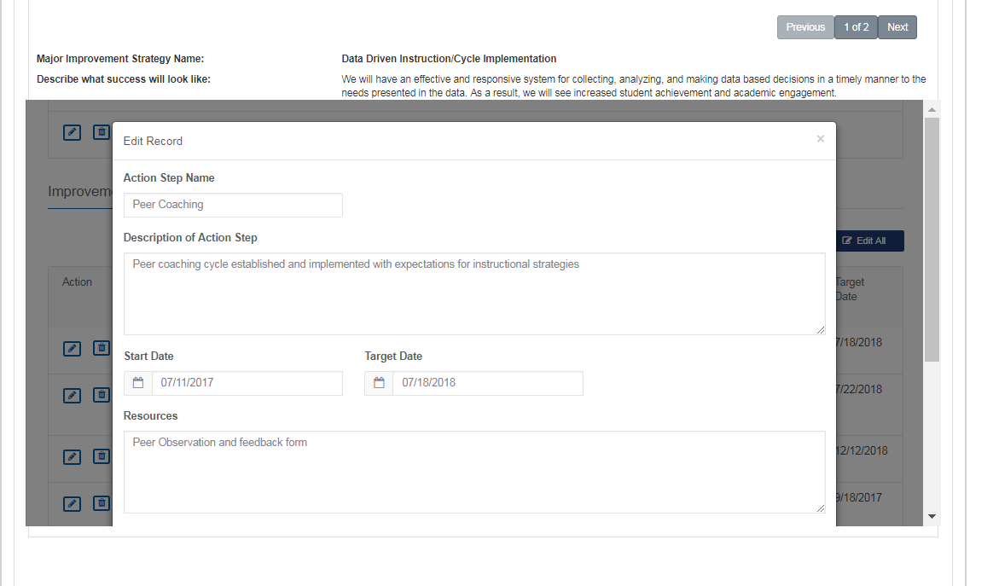 Previous 1 of 2 Next
Major Improvement Strategy Name: Data Driven Instruction/Cycle Implementation
Describe what success will look like: We will have an effective and responsive system for collecting, analyzing, and making data based decisions in a timely manner to the
needs presented in the data. As a result, we will see increased student achievement and academic engagement.
Edit Record ×
Action Step Name
Improvem
Peer Coaching
Description of Action Step
Edit All
Peer coaching cycle established and implemented with expectations for instructional strategies
Action Target
Date
7/18/2018
Start Date Target Date
07/11/2017 07/18/2018
7/22/2018
Resources
Peer Observation and feedback form
12/12/2018
9/18/2017